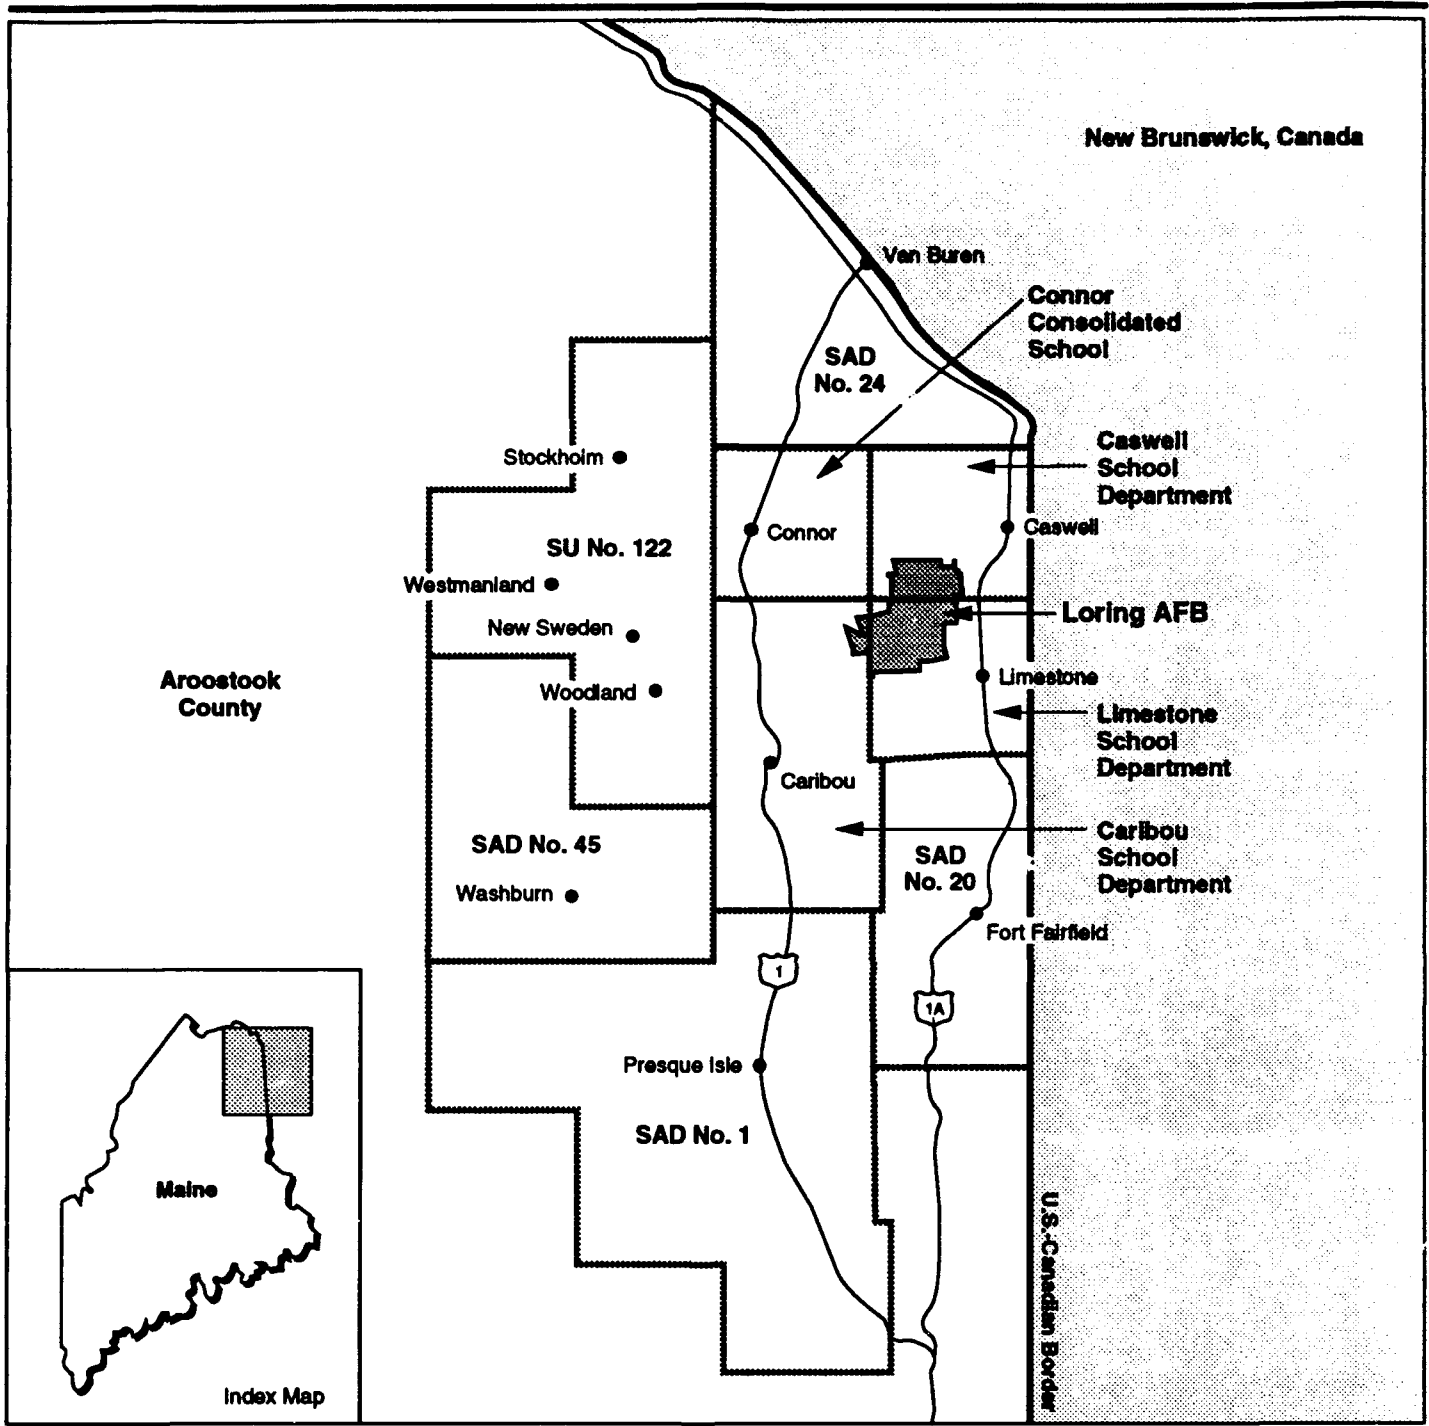 New Brunswick, Canada
Van Buren
Connor
Consolidated
School
SAD
No. 24
Caswell
School
Department
Stockholm
Connor
Caswell
SU No. 122
Westmanland
Loring AFB
New Sweden
Aroostook
County
Woodland
Limestone
Limestone
School
Department
Caribou
Caribou
School
Department
SAD No. 45
SAD
No. 20
Washburn
Fort Fairfield
1
1A
Presque Isle
SAD No. 1
Maine
U.S.-Canadian Border
Index Map